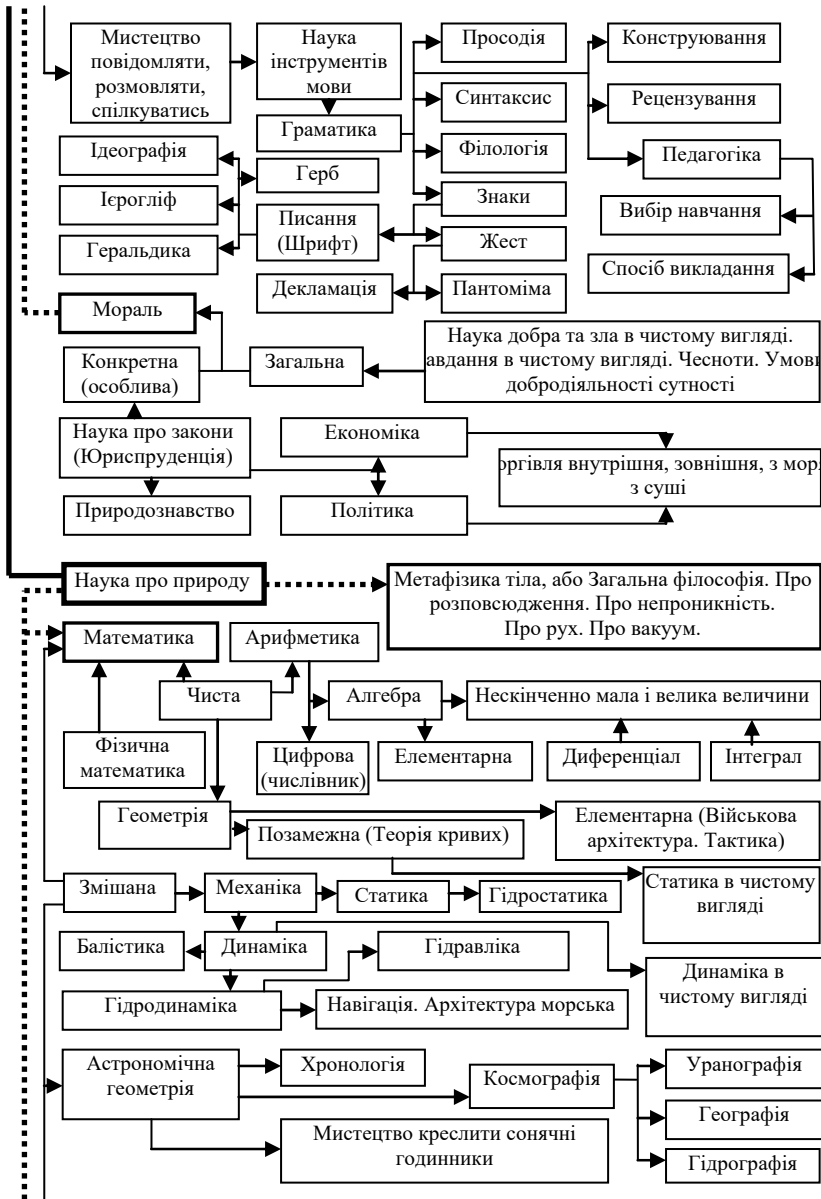 Мистецтво
повідомляти,
розмовляти,
спілкуватись
Наука
інструментів
мови
Просодія
Конструювання
Синтаксис
Рецензування
Граматика
Філологія
Педагогіка
Ідеографія
Герб
Знаки
Ієрогліф
Писання
(Шрифт)
Жест
Вибір навчання
Геральдика
Декламація
Пантоміма
Спосіб викладання
Мораль
Конкретна
(особлива)
Загальна
Наука добра та зла в чистому вигляді.
авдання в чистому вигляді. Чесноти. Умови
добродіяльності сутності
Наука про закони
(Юриспруденція)
Економіка
оргівля внутрішня, зовнішня, з моря
з суші
Природознавство
Політика
Наука про природу
Метафізика тіла, або Загальна філософія. Про
розповсюдження. Про непроникність.
Про рух. Про вакуум.
Математика
Арифметика
Чиста
Алгебра
Нескінченно мала і велика величини
Фізична
математика
Цифрова
(числівник)
Елементарна
Диференціал
Інтеграл
Геометрія
Позамежна (Теорія кривих)
Елементарна (Військова
архітектура. Тактика)
Змішана
Механіка
Статика
Гідростатика
Статика в чистому
вигляді
Балістика
Динаміка
Гідравліка
Динаміка в
чистому вигляді
Гідродинаміка
Навігація. Архітектура морська
Астрономічна
геометрія
Хронологія
Космографія
Уранографія
Географія
Гідрографія
Мистецтво креслити сонячні
годинники